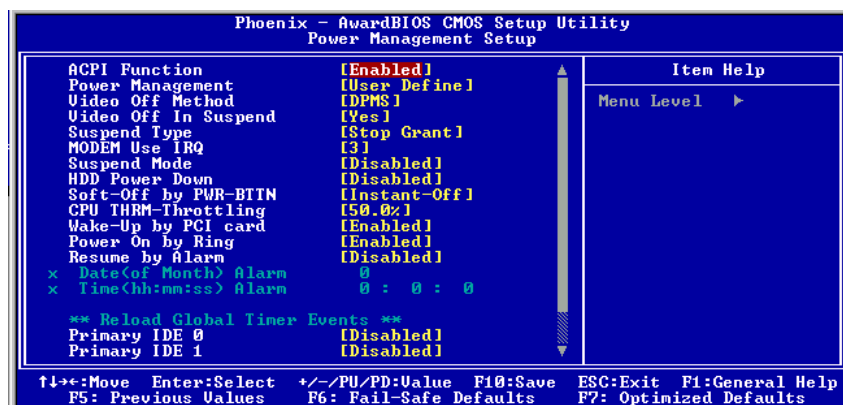 Phoenix - AwardBIOS CMOS Setup Utility
Power Management Setup
ACPI Function [Enabled]
Power Management [User Define]
Video Off Method [DPMS]
Video Off In Suspend [Yes]
Suspend Type [Stop Grant]
MODEM Use IRQ [3]
Suspend Mode [Disabled]
HDD Power Down [Disabled]
Soft-Off by PWR-BTTN [Instant-Off]
CPU THRM-Throttling [50.0%]
Wake-Up by PCI card [Enabled]
Power On by Ring [Enabled]
Resume by Alarm [Disabled]
x Date(of Month) Alarm 0
x Time(hh:mm:ss) Alarm 0 : 0 : 0
** Reload Global Timer Events **
Primary IDE 0 [Disabled]
Primary IDE 1 [Disabled]
Item Help
Menu Level ►
↑↓→←:Move Enter:Select +/-/PU/PD:Value F10:Save ESC:Exit F1:General Help
F5: Previous Values F6: Fail-Safe Defaults F7: Optimized Defaults